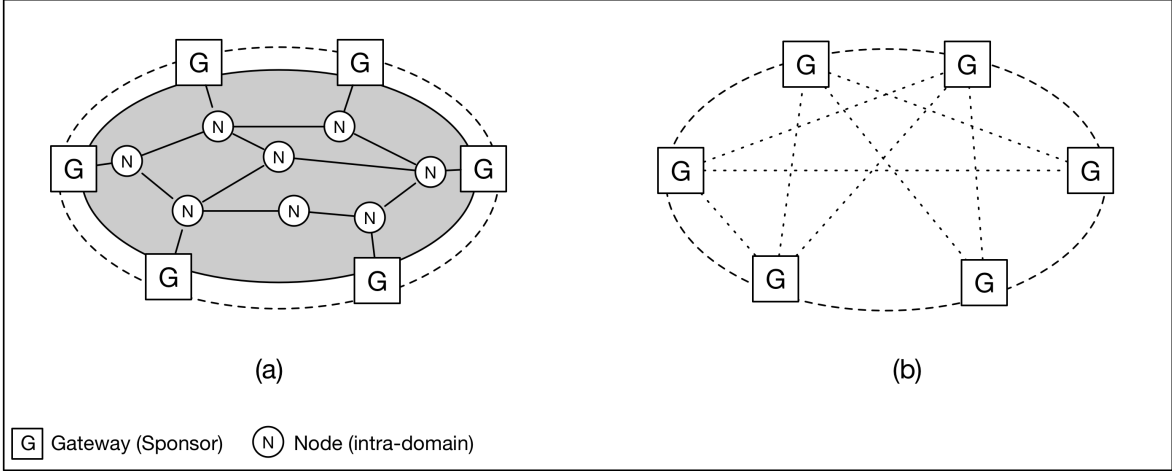 G G
N N
G N N N G
N N N
G G
(a)
G G
G G
G G
(b)
G Gateway (Sponsor) N Node (intra-domain)